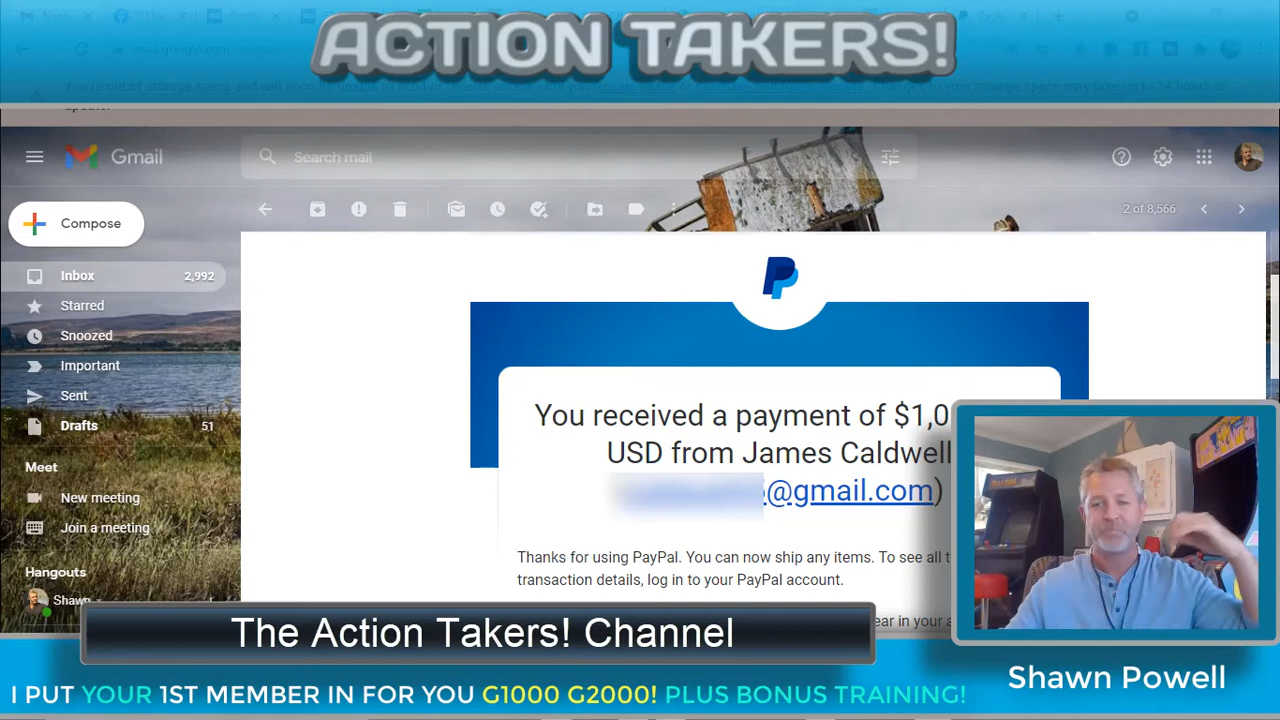 ACTION TAKERS!
Gmail
Search mail
2 of 8,566
Compose
Inbox 2,992
Starred
Snoozed
Important
Sent
Drafts 51
Meet
New meeting
Join a meeting
Hangouts
Shawn
You received a payment of $1,0
USD from James Caldwell
@gmail.com)
Thanks for using PayPal. You can now ship any items. To see all t
transaction details, log in to your PayPal account.
ear in your a
The Action Takers! Channel
Shawn Powell
I PUT YOUR 1ST MEMBER IN FOR YOU G1000 G2000! PLUS BONUS TRAINING!